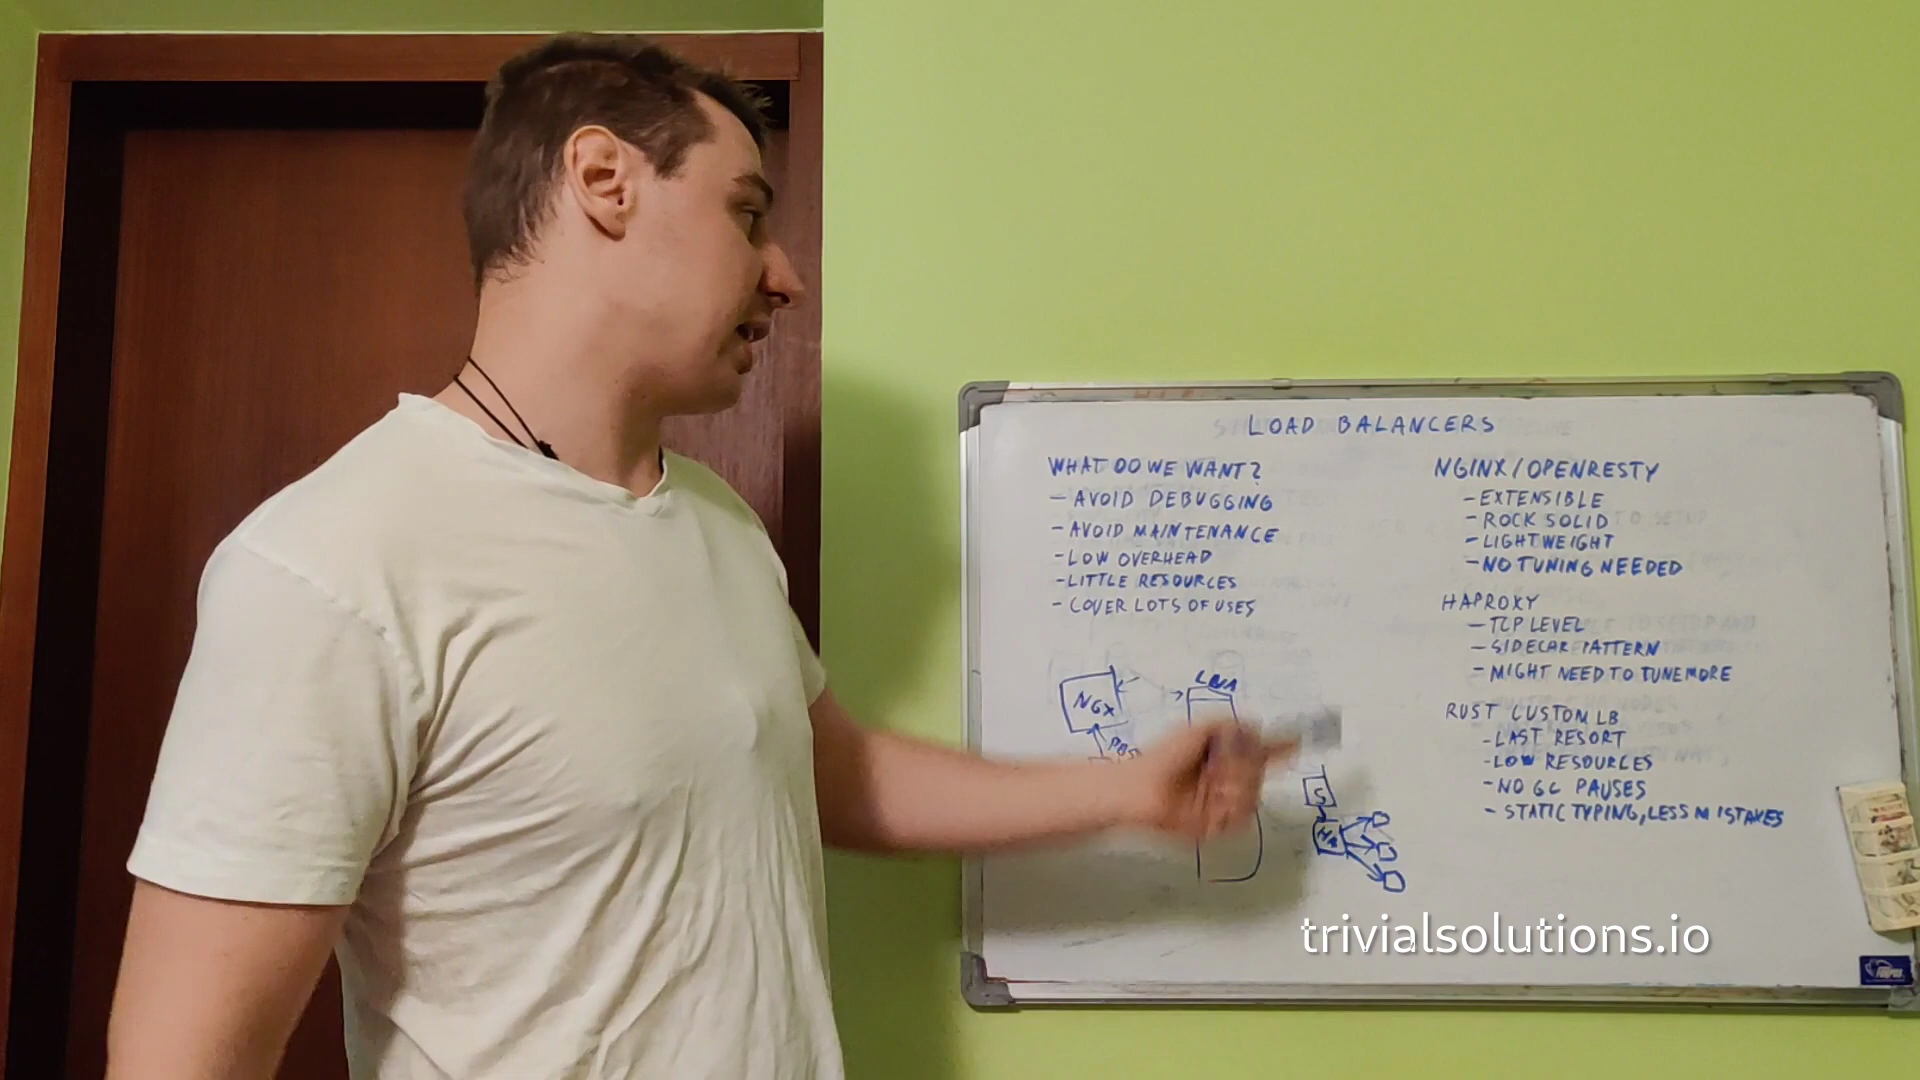 LOAD BALANCERS
WHAT DO WE WANT?
- AVOID DEBUGGING
- AVOID MAINTENANCE
- LOW OVERHEAD
- LITTLE RESOURCES
- COVER LOTS OF USES
NGINX/OPENRESTY
- EXTENSIBLE
- ROCK SOLID
- LIGHTWEIGHT
- NO TUNING NEEDED
HAPROXY
- TCP LEVEL
- SIDECAR PATTERN
- MIGHT NEED TO TUNE MORE
RUST CUSTOM LB
- LAST RESORT
- LOW RESOURCES
- NO GC PAUSES
- STATIC TYPING, LESS MISTAKES
NGX
S
trivialsolutions.io